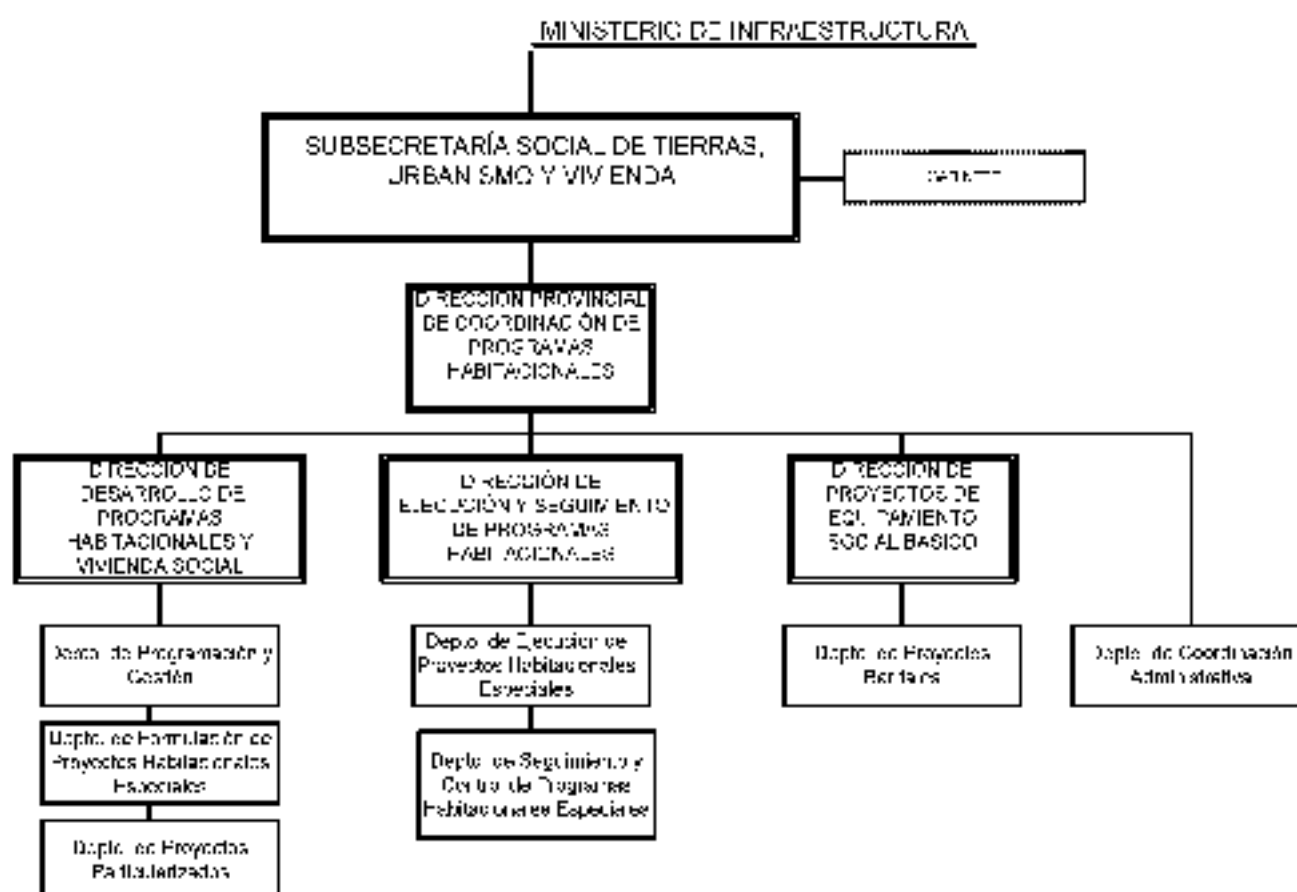 MINISTERIO DE INFRAESTRUCTURA
SUBSECRETARÍA SOCIAL DE TIERRAS,
URBANISMO Y VIVIENDA
DIRECCIÓN PROVINCIAL
DE COORDINACIÓN DE
PROGRAMAS
HABITACIONALES
DIRECCIÓN DE
DESARROLLO DE
PROGRAMAS
HABITACIONALES Y
VIVIENDA SOCIAL
DIRECCIÓN DE
EJECUCIÓN Y SEGUIMIENTO
DE PROGRAMAS
HABITACIONALES
DIRECCIÓN DE
PROYECTOS DE
EQUIPAMIENTO
SOCIAL BÁSICO
Depto. de Programación y
Gestión
Depto. de Formulación de
Proyectos Habitacionales
Especiales
Depto. de Proyectos
Particularizados
Depto. de Ejecución de
Proyectos Habitacionales
Especiales
Depto. de Seguimiento y
Control de Programas
Habitacionales Especiales
Depto. de Proyectos
Barriales
Depto. de Coordinación
Administrativa